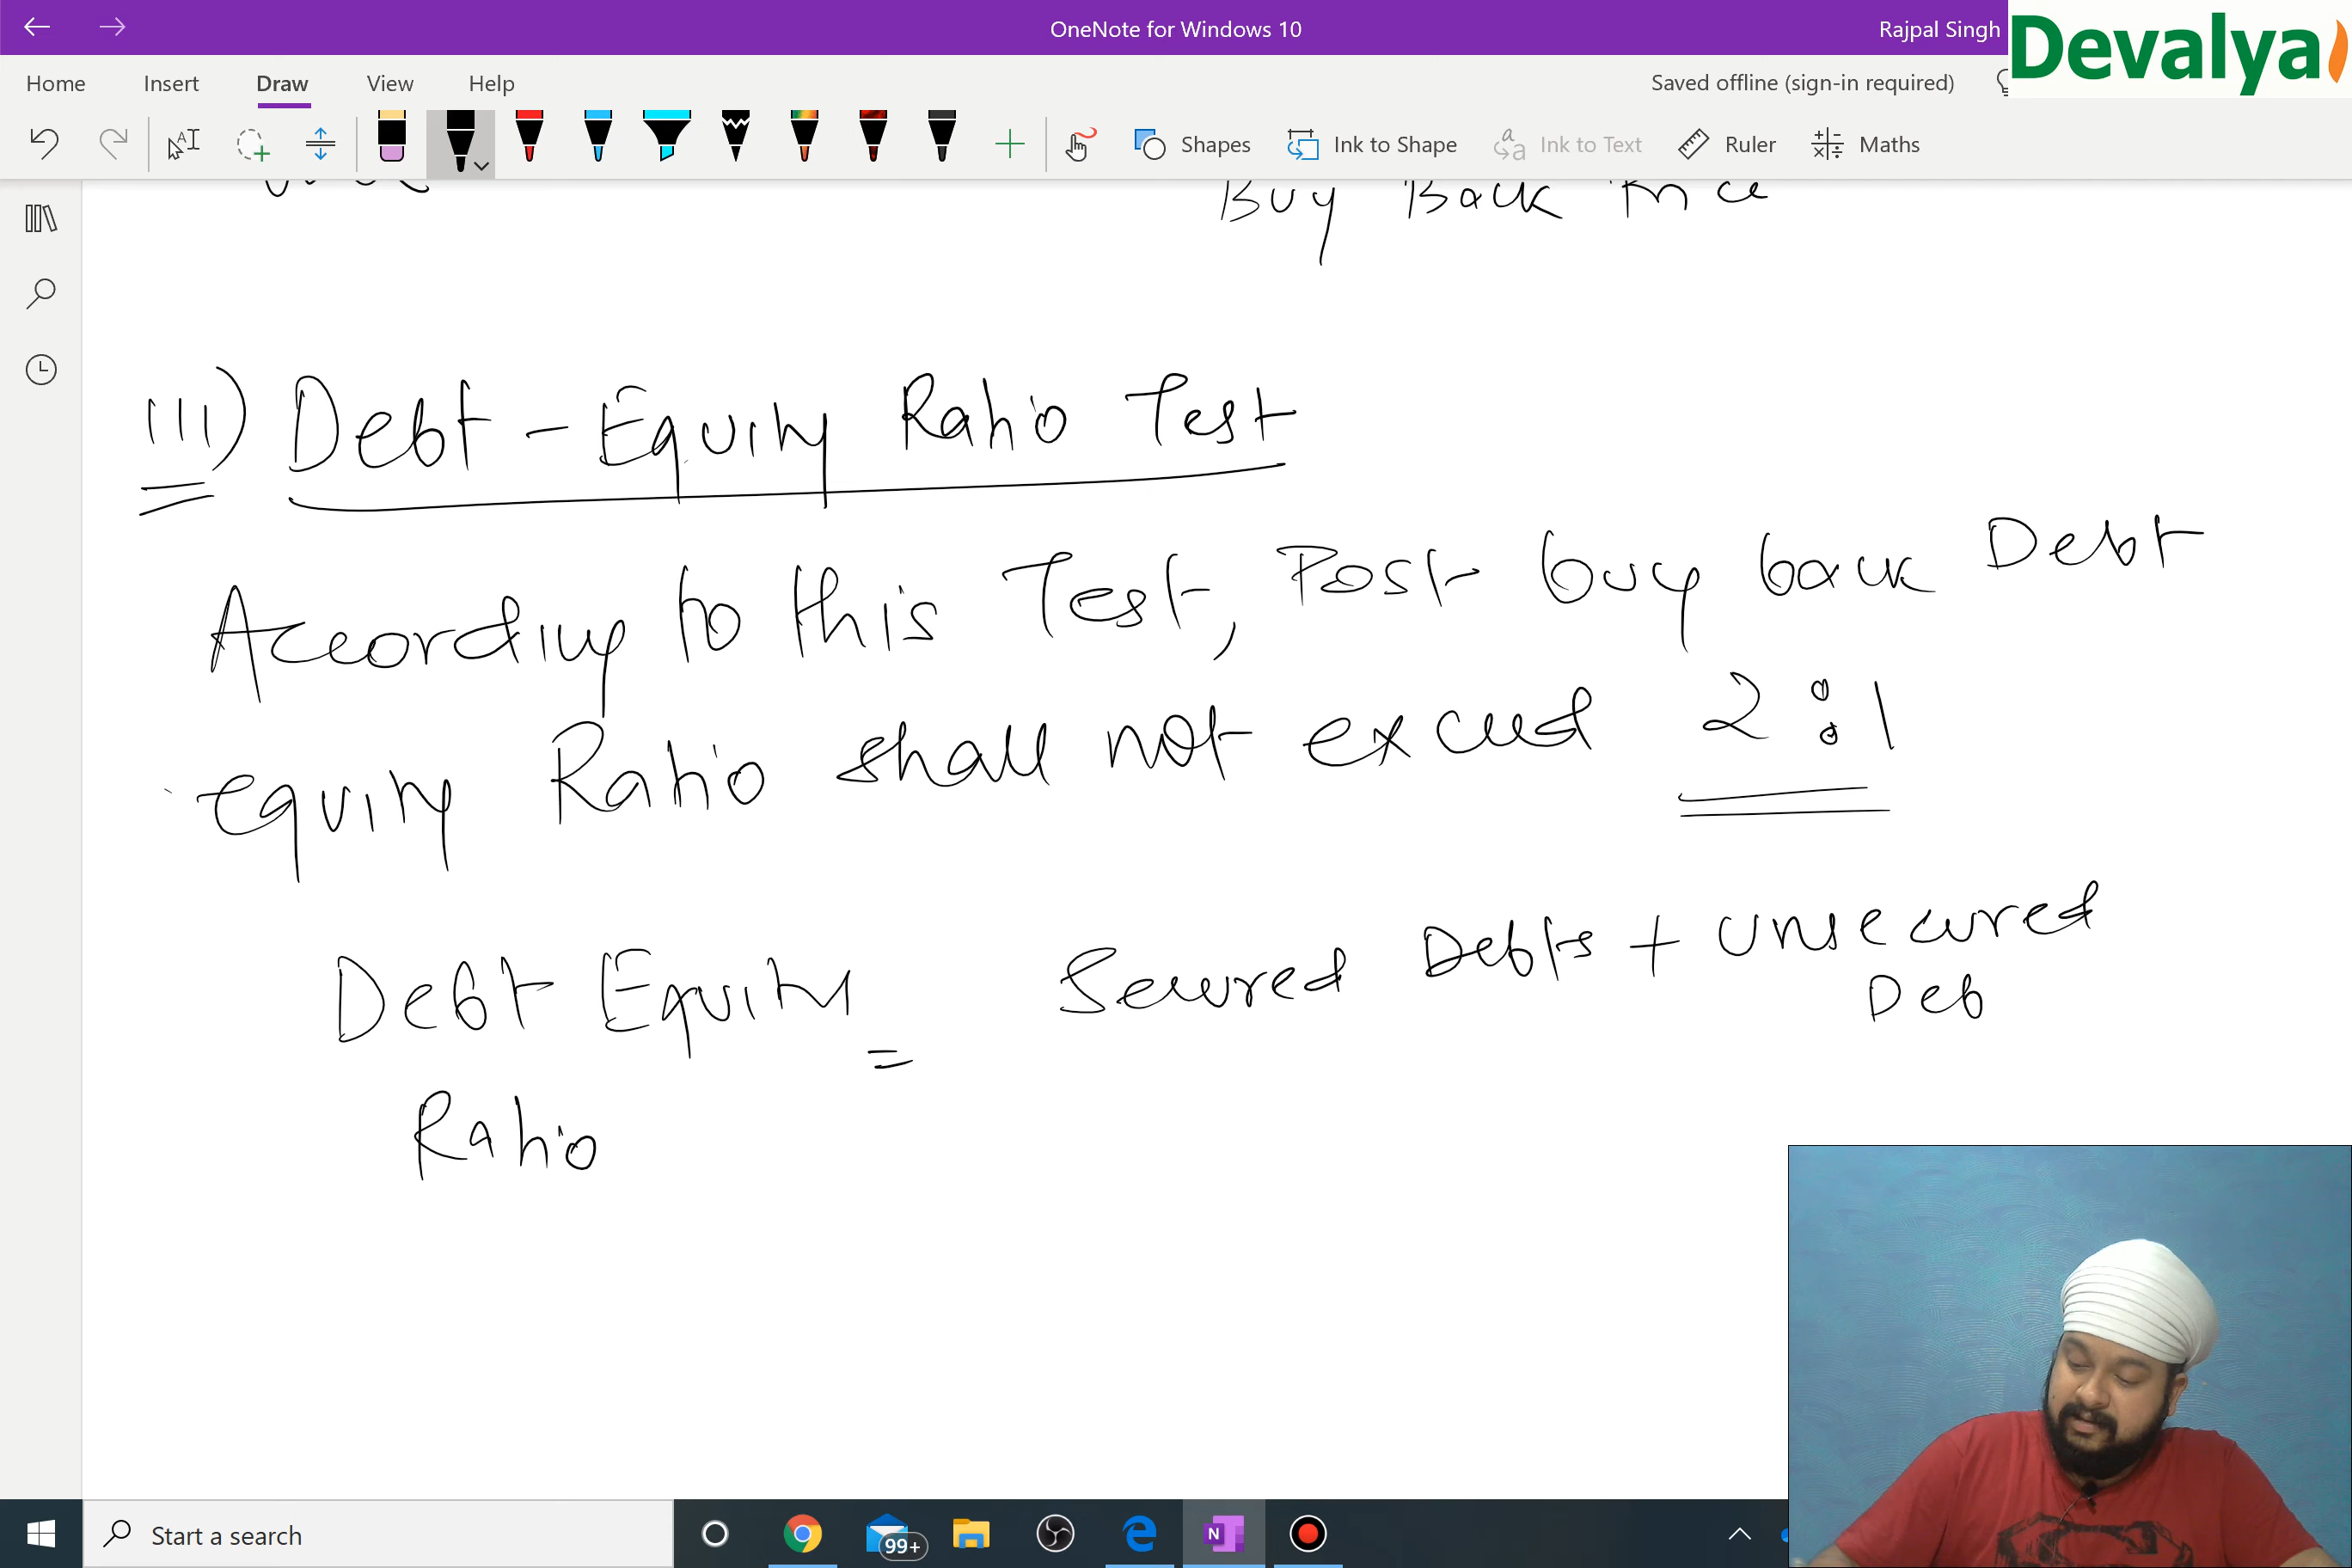 OneNote for Windows 10
Rajpal Singh
Devalya
Home Insert Draw View Help
Saved offline (sign-in required)
Shapes Ink to Shape Ink to Text Ruler Maths
Buy Back Price
III) Debt - Equity Ratio Test
According to this Test, Post buy back Debt
equity Ratio shall not exceed 2:1
Debt Equity = Secured Debts + Unsecured
Deb
Ratio
Start a search
99+
N